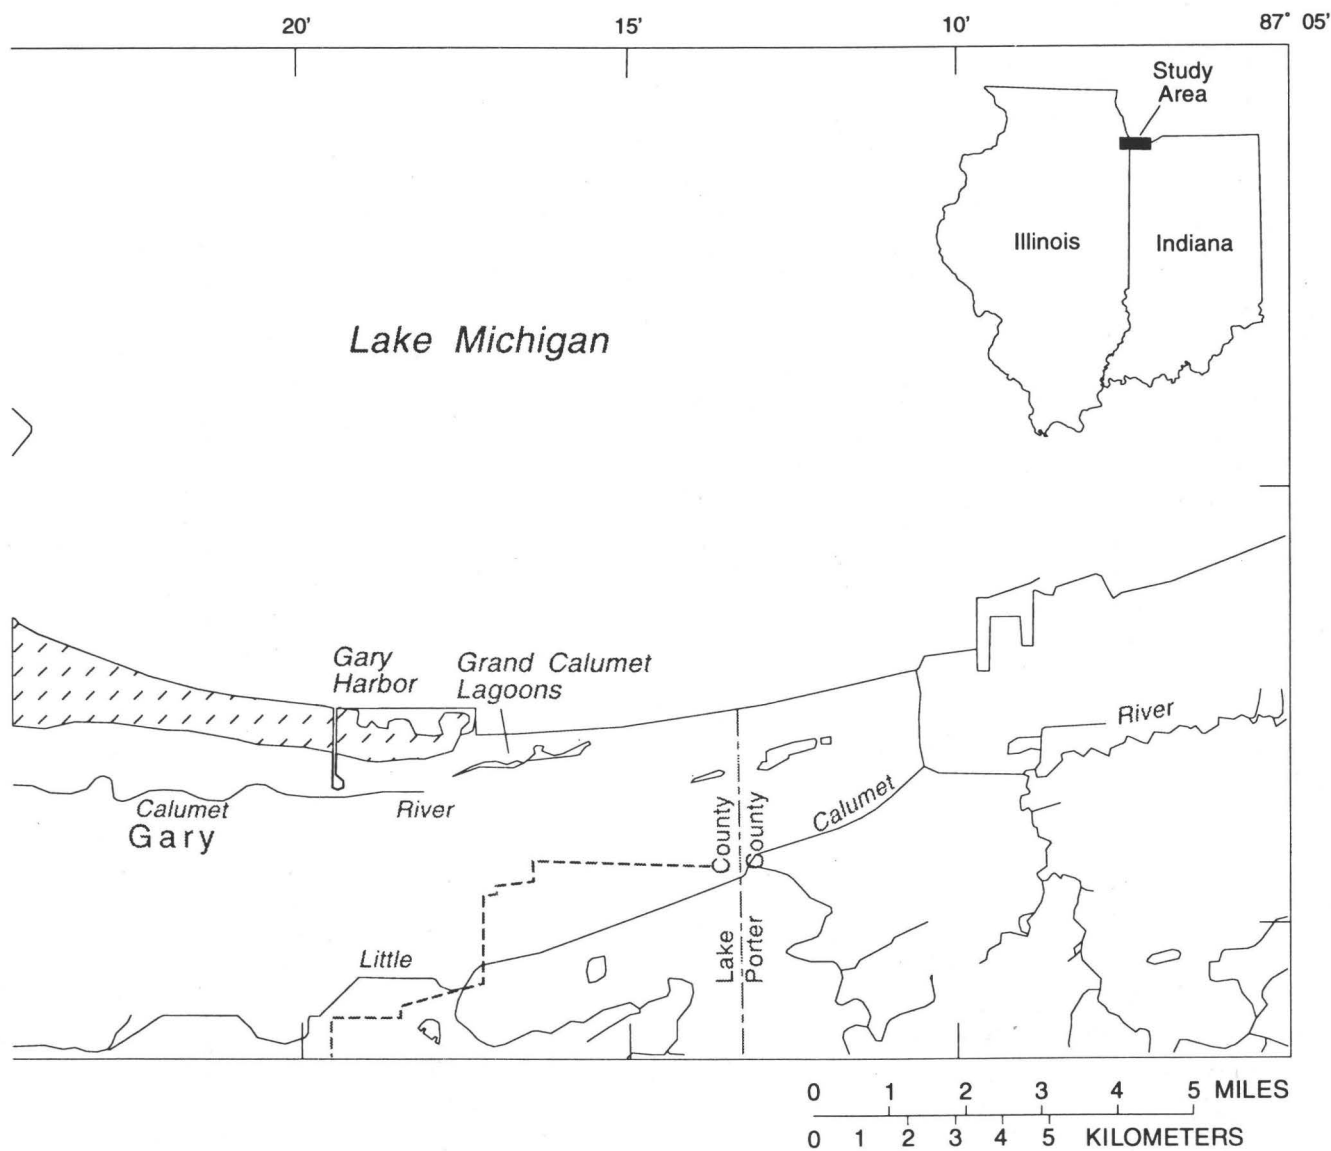 20' 15' 10' 87° 05'
Study
Area
Illinois Indiana
Lake Michigan
Gary
Harbor
Grand Calumet
Lagoons
River
Calumet
River
Gary
Calumet
County
County
Lake
Porter
Little
0 1 2 3 4 5 MILES
0 1 2 3 4 5 KILOMETERS